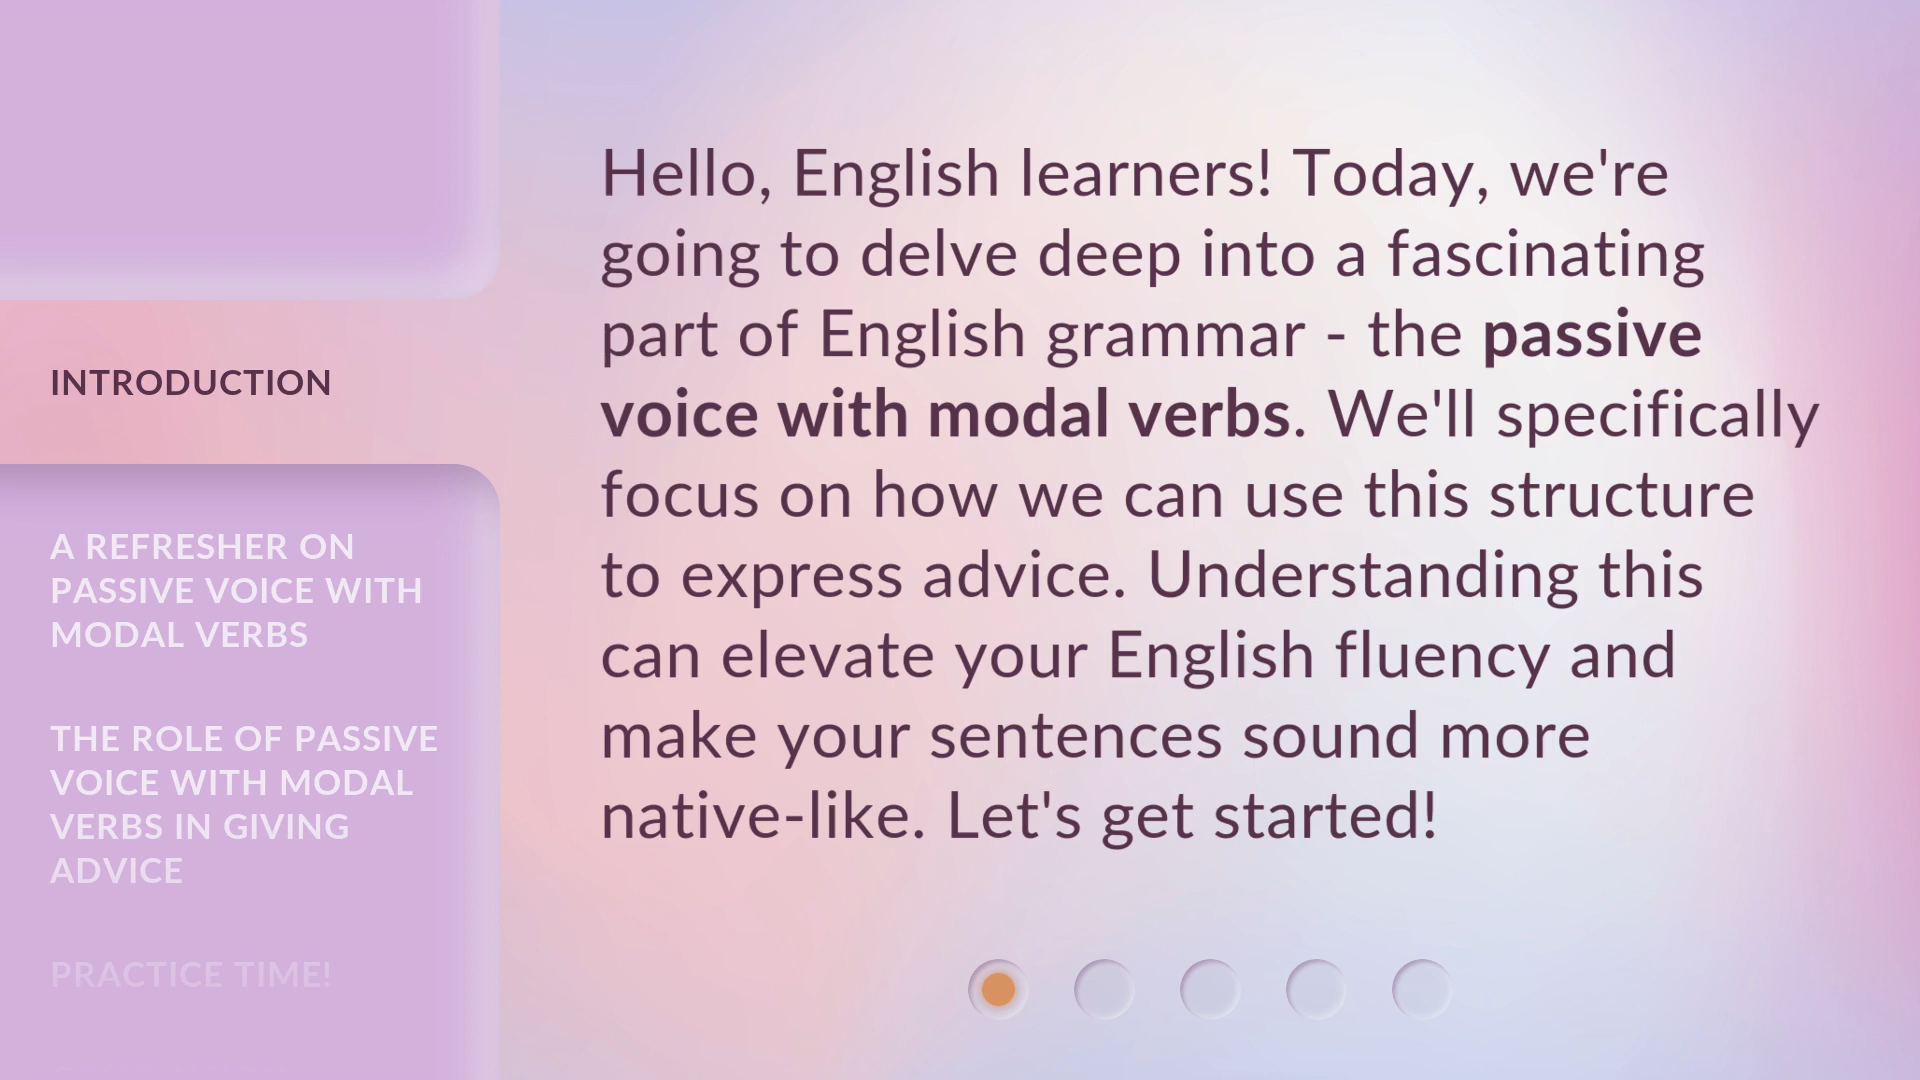 INTRODUCTION
A REFRESHER ON
PASSIVE VOICE WITH
MODAL VERBS
THE ROLE OF PASSIVE
VOICE WITH MODAL
VERBS IN GIVING
ADVICE
PRACTICE TIME!
Hello, English learners! Today, we're
going to delve deep into a fascinating
part of English grammar - the passive
voice with modal verbs. We'll specifically
focus on how we can use this structure
to express advice. Understanding this
can elevate your English fluency and
make your sentences sound more
native-like. Let's get started!